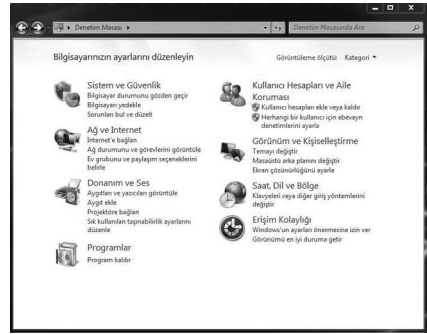 Denetim Masası
Denetim Masasında Ara
Bilgisayarınızın ayarlarını düzenleyin
Görüntüleme ölçütü: Kategori
Sistem ve Güvenlik
Bilgisayar durumunu gözden geçir
Bilgisayarı yedekle
Sorunları bul ve düzelt
Ağ ve Internet
Internet'e bağlan
Ağ durumunu ve görevlerini görüntüle
Ev grubunu ve paylaşım seçeneklerini
belirle
Donanım ve Ses
Aygıtları ve yazıcıları görüntüle
Aygıt ekle
Projektöre bağlan
Sık kullanılan taşınabilirlik ayarlarını
düzenle
Programlar
Program kaldır
Kullanıcı Hesapları ve Aile
Koruması
Kullanıcı hesapları ekle veya kaldır
Herhangi bir kullanıcı için ebeveyn
denetimlerini ayarla
Görünüm ve Kişiselleştirme
Temayı değiştir
Masaüstü arka planını değiştir
Ekran çözünürlüğünü ayarla
Saat, Dil ve Bölge
Klavyeleri veya diğer giriş yöntemlerini
değiştir
Erişim Kolaylığı
Windows'un ayarları önermesine izin ver
Görünümü en iyi duruma getir